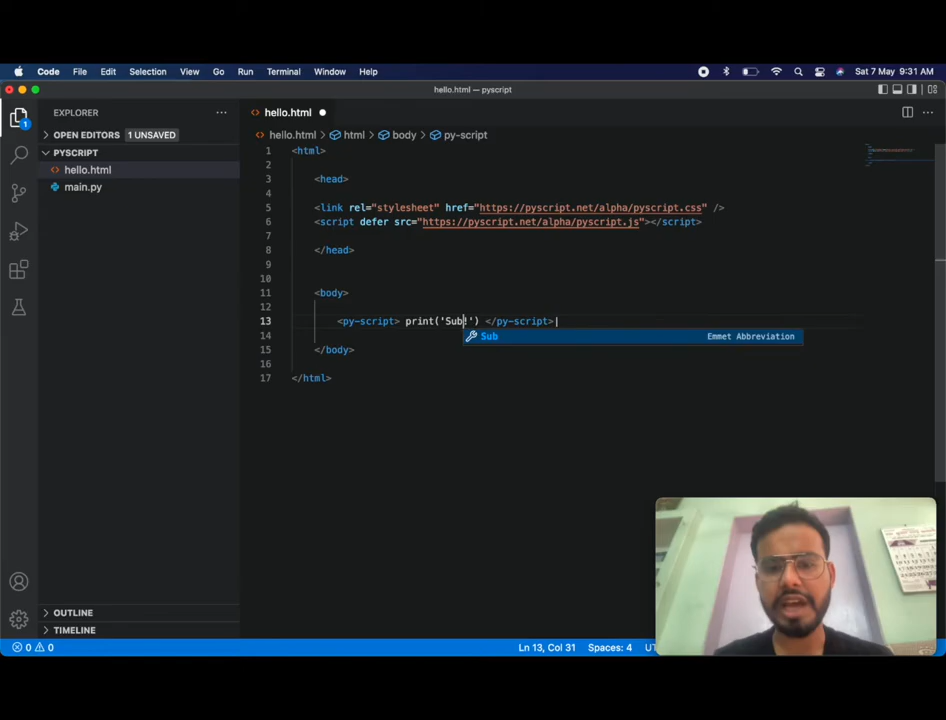 Code File Edit Selection View Go Run Terminal Window Help Sat 7 May 9:31 AM
hello.html — pyscript
EXPLORER
hello.html
OPEN EDITORS 1 UNSAVED
hello.html > html > body > py-script
PYSCRIPT
hello.html
main.py
1 <html>
2
3 <head>
4
5 <link rel="stylesheet" href="https://pyscript.net/alpha/pyscript.css" />
6 <script defer src="https://pyscript.net/alpha/pyscript.js"></script>
7
8 </head>
9
10
11 <body>
12
13 <py-script> print('Sub!') </py-script>
Sub Emmet Abbreviation
14
15 </body>
16
17 </html>
OUTLINE
TIMELINE
1
0 0 Ln 13, Col 31 Spaces: 4